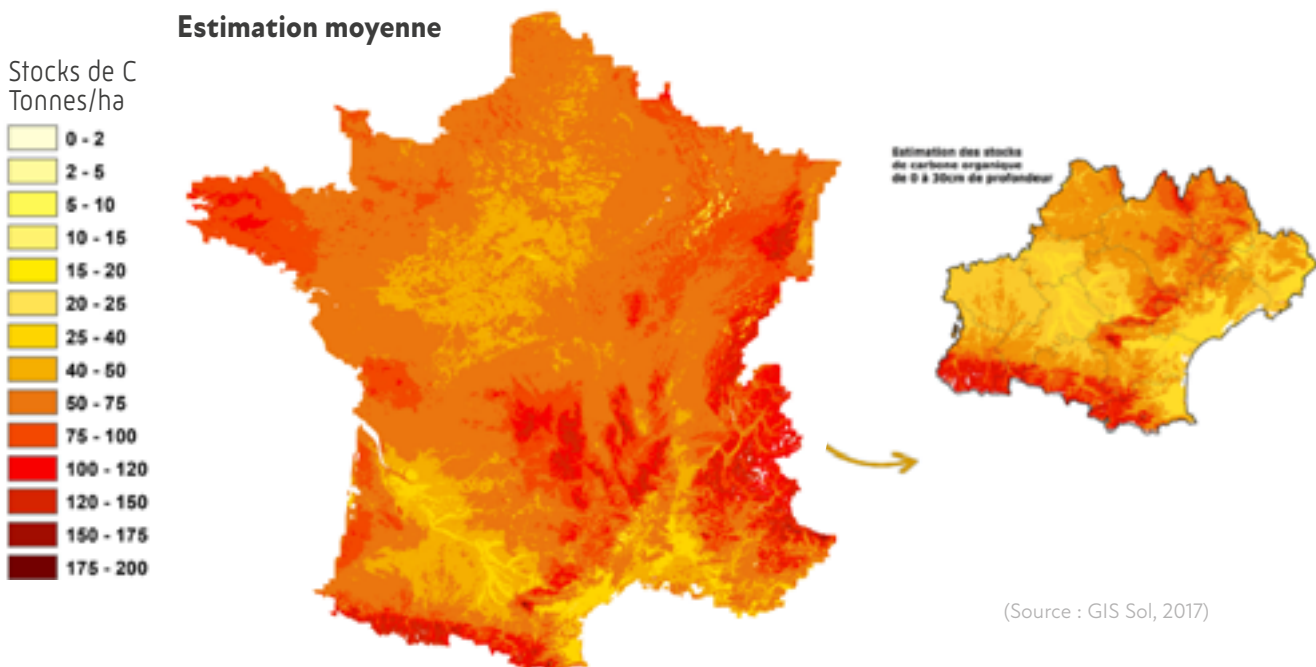 Estimation moyenne
Stocks de C
Tonnes/ha
0 - 2
2 - 5
5 - 10
10 - 15
15 - 20
20 - 25
25 - 40
40 - 50
50 - 75
75 - 100
100 - 120
120 - 150
150 - 175
175 - 200
Estimation des stocks
de carbone organique
de 0 à 30cm de profondeur
(Source : GIS Sol, 2017)